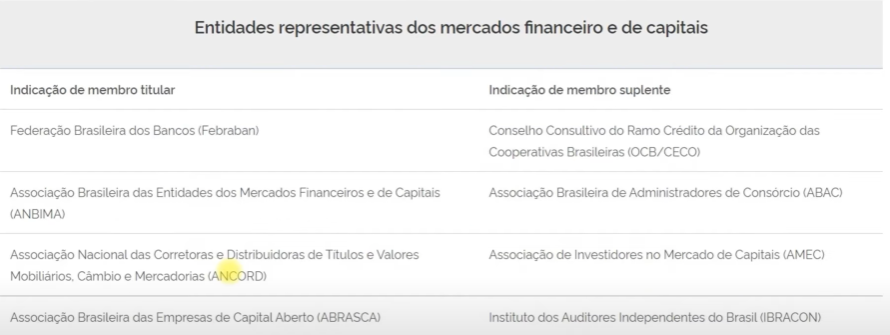 Entidades representativas dos mercados financeiro e de capitais
Indicação de membro titular
Indicação de membro suplente
Federação Brasileira dos Bancos (Febraban)
Conselho Consultivo do Ramo Crédito da Organização das
Cooperativas Brasileiras (OCB/CECO)
Associação Brasileira das Entidades dos Mercados Financeiros e de Capitais
(ANBIMA)
Associação Brasileira de Administradores de Consórcio (ABAC)
Associação Nacional das Corretoras e Distribuidoras de Títulos e Valores
Mobiliários, Câmbio e Mercadorias (ANCORD)
Associação de Investidores no Mercado de Capitais (AMEC)
Associação Brasileira das Empresas de Capital Aberto (ABRASCA)
Instituto dos Auditores Independentes do Brasil (IBRACON)